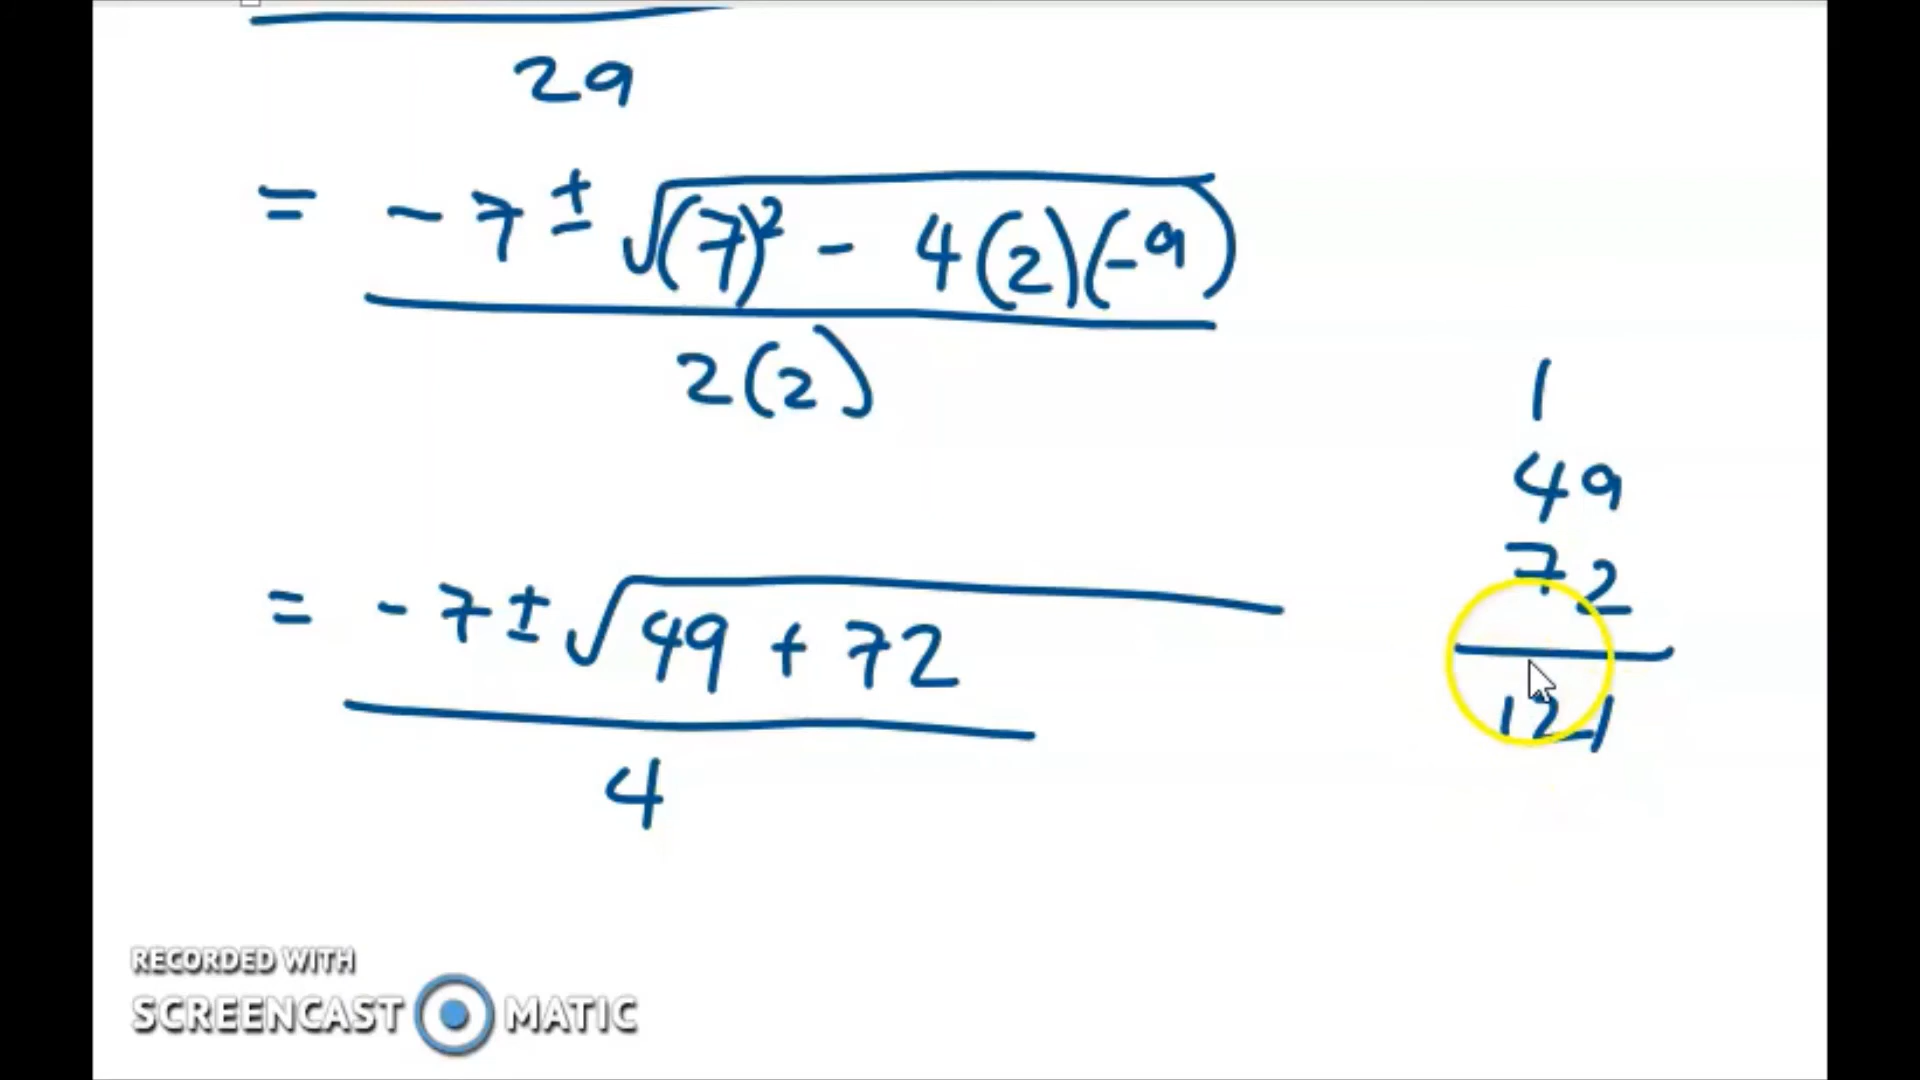 2a
= -7 ± √(7)² - 4(2)(-9)
2(2)
= -7 ± √49 + 72
4
1
49
72
121
RECORDED WITH
SCREENCAST MATIC